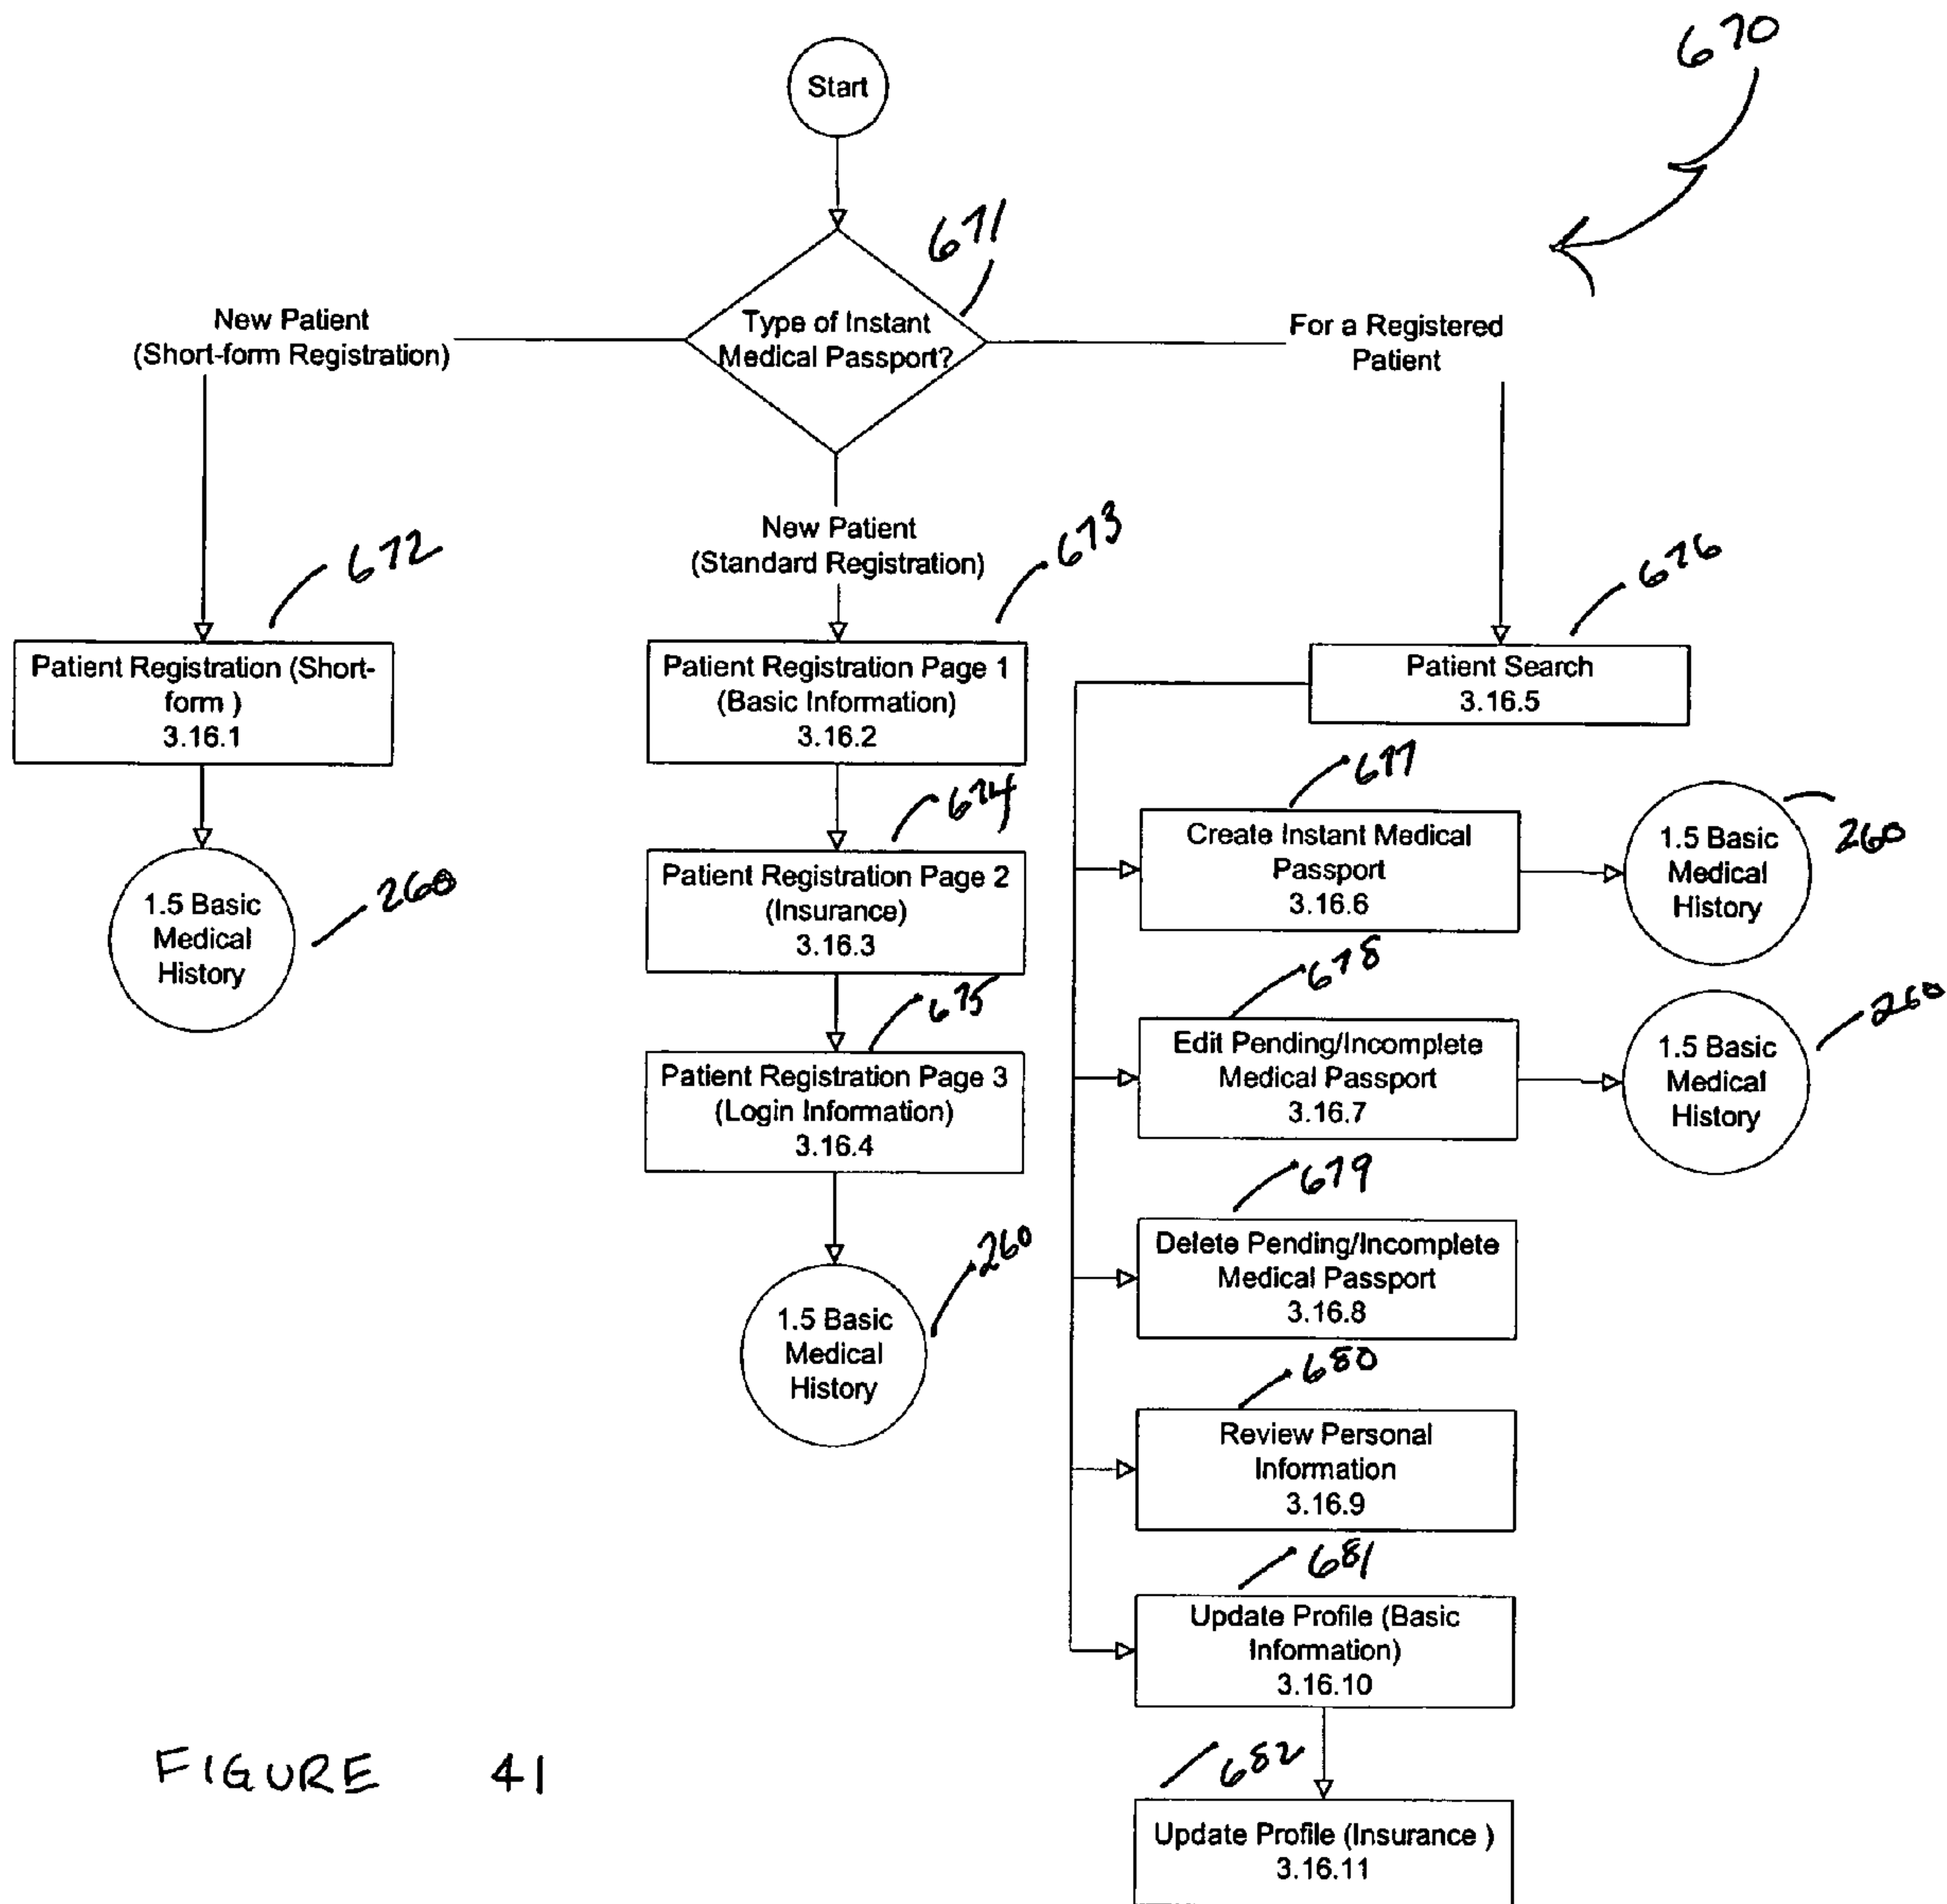 670
Start
671
Type of Instant
Medical Passport?
New Patient
(Short-form Registration)
For a Registered
Patient
New Patient
(Standard Registration)
672
Patient Registration (Short-
form )
3.16.1
1.5 Basic
Medical
History
260
673
Patient Registration Page 1
(Basic Information)
3.16.2
674
Patient Registration Page 2
(Insurance)
3.16.3
675
Patient Registration Page 3
(Login Information)
3.16.4
1.5 Basic
Medical
History
260
676
Patient Search
3.16.5
677
Create Instant Medical
Passport
3.16.6
1.5 Basic
Medical
History
260
678
Edit Pending/Incomplete
Medical Passport
3.16.7
1.5 Basic
Medical
History
260
679
Delete Pending/Incomplete
Medical Passport
3.16.8
680
Review Personal
Information
3.16.9
681
Update Profile (Basic
Information)
3.16.10
682
Update Profile (Insurance )
3.16.11
FIGURE 41